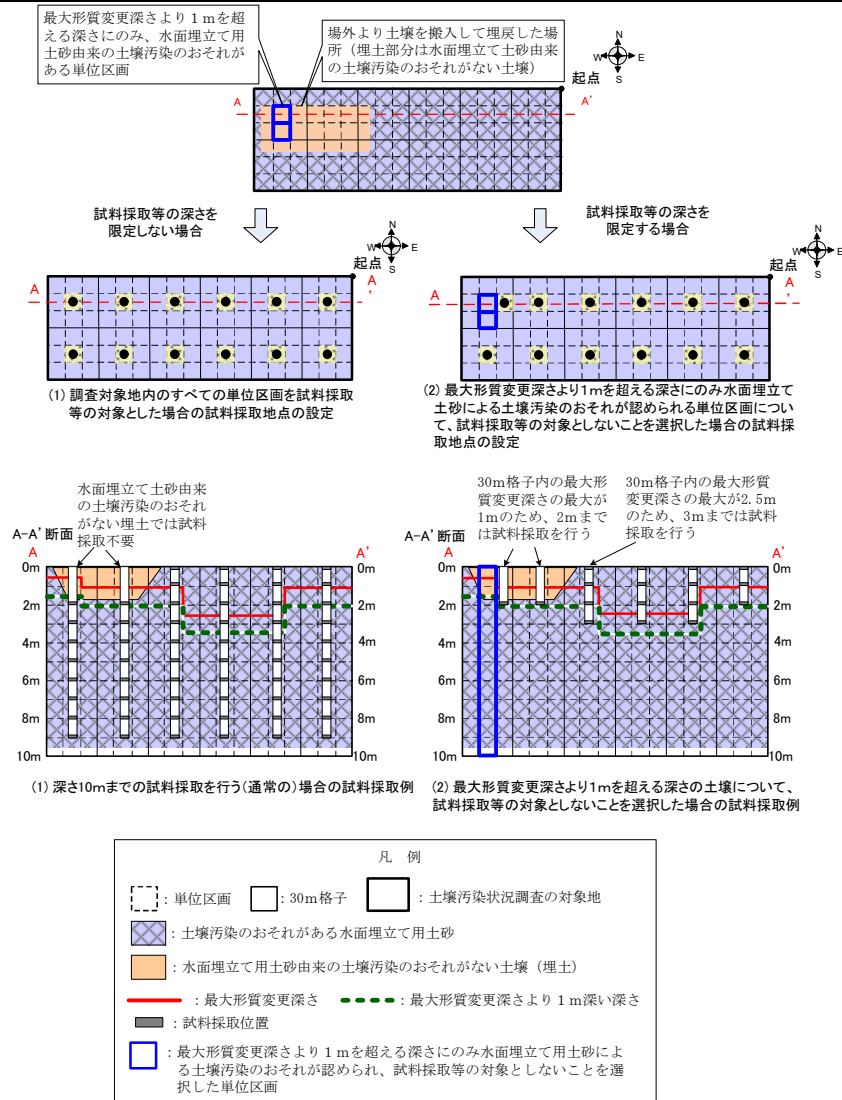 最大形質変更深さより１ｍを超
える深さにのみ、水面埋立て用
土砂由来の土壌汚染のおそれが
ある単位区画
場外より土壌を搬入して埋戻した場
所（埋土部分は水面埋立て土砂由来
の土壌汚染のおそれがない土壌）
N
W E
S
起点
A
A'
試料採取等の深さを
限定しない場合
試料採取等の深さを
限定する場合
N
W E
S
起点
A
A
'
N
W E
S
起点
A
A
'
(1) 調査対象地内のすべての単位区画を試料採取
等の対象とした場合の試料採取地点の設定
(2) 最大形質変更深さより1mを超える深さにのみ水面埋立て
土砂による土壌汚染のおそれが認められる単位区画につい
て、試料採取等の対象としないことを選択した場合の試料採
取地点の設定
水面埋立て土砂由来
の土壌汚染のおそれ
がない埋土では試料
採取不要
A-A'断面
A
A'
0m
2m
4m
6m
8m
10m
0m
2m
4m
6m
8m
10m
30m格子内の最大形
質変更深さの最大が
1mのため、2mまで
は試料採取を行う
30m格子内の最大形質
変更深さの最大が2.5m
のため、3mまでは試料
採取を行う
A-A'断面
A
A'
0m
2m
4m
6m
8m
10m
0m
2m
4m
6m
8m
10m
(1) 深さ10mまでの試料採取を行う(通常の)場合の試料採取例
(2) 最大形質変更深さより1mを超える深さの土壌について、
試料採取等の対象としないことを選択した場合の試料採取例
凡 例
：単位区画
：30ｍ格子
：土壌汚染状況調査の対象地
：土壌汚染のおそれがある水面埋立て用土砂
：水面埋立て用土砂由来の土壌汚染のおそれがない土壌（埋土）
：最大形質変更深さ
：最大形質変更深さより１ｍ深い深さ
：試料採取位置
：最大形質変更深さより１ｍを超える深さにのみ水面埋立て用土砂によ
る土壌汚染のおそれが認められ、試料採取等の対象としないことを選
択した単位区画